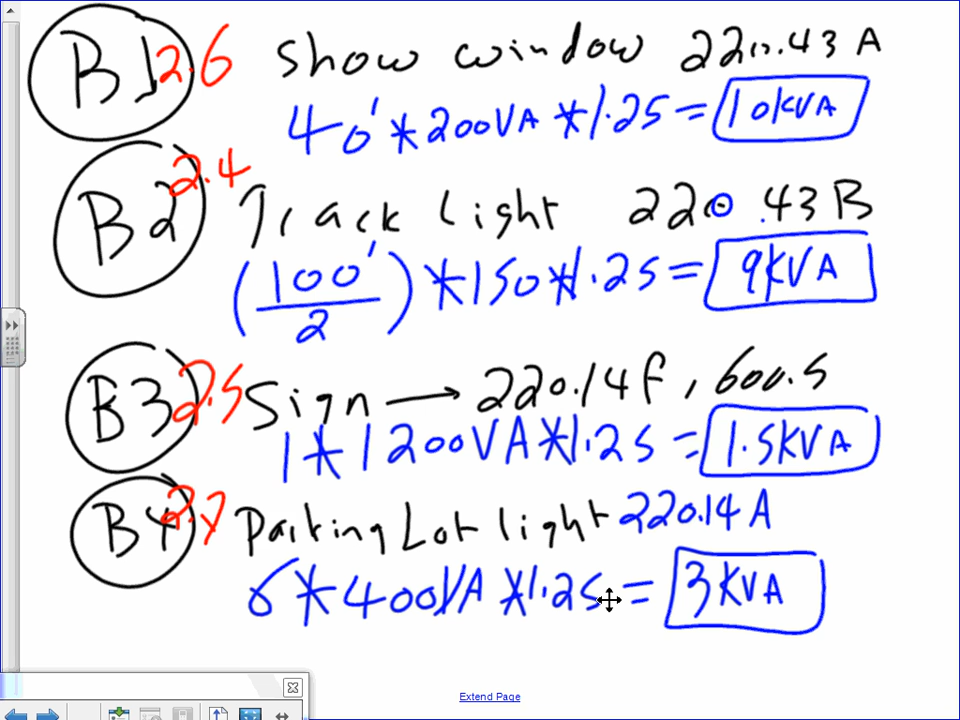 B1 2.6 Show window 220.43 A
40' * 200VA * 1.25 = 10kVA
B2 2.4 Track Light 220.43 B
(100'/2) * 150 * 1.25 = 9KVA
B3 2.5 Sign → 220.14F, 600.5
1 * 1200VA * 1.25 = 1.5KVA
B4 2.7 Parking Lot light 220.14 A
6 * 400VA * 1.25 = 3KVA
Extend Page